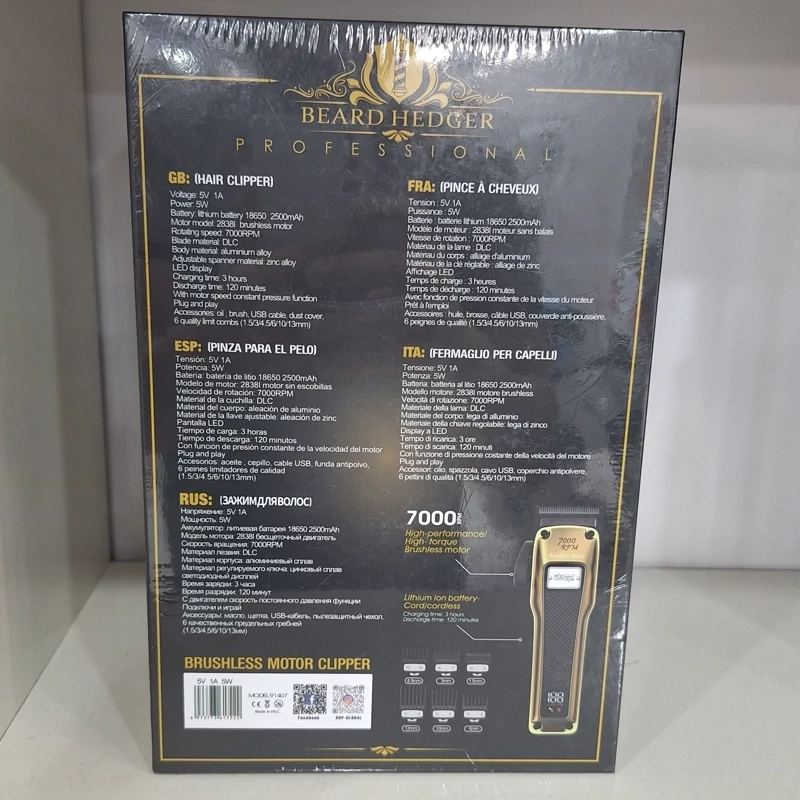 BEARD HEDGER
PROFESSIONAL
GB: (HAIR CLIPPER)
Voltage: 5V 1A
Power: 5W
Battery: lithium battery 18650 2500mAh
Motor model: 2838I brushless motor
Rotating speed: 7000RPM
Blade material: DLC
Body material: aluminium alloy
Adjustable spanner material: zinc alloy
LED display
Charging time: 3 hours
Discharge time: 120 minutes
With motor speed constant pressure function
Plug and play
Accessories: oil , brush, USB cable, dust cover,
6 quality limit combs (1.5/3/4.5/6/10/13mm)
FRA: (PINCE À CHEVEUX)
Tension : 5V 1A
Puissance : 5W
Batterie : batterie lithium 18650 2500mAh
Modèle de moteur : 2838I moteur sans balais
Vitesse de rotation : 7000RPM
Matériau de la lame : DLC
Matériau du corps : alliage d'aluminium
Matériau de la clé réglable : alliage de zinc
Affichage LED
Temps de charge : 3 heures
Temps de décharge : 120 minutes
Avec fonction de pression constante de la vitesse du moteur
Prêt à l'emploi
Accessoires : huile, brosse, câble USB, couverde anti-poussière,
6 peignes de qualité (1.5/3/4.5/6/10/13mm)
ESP: (PINZA PARA EL PELO)
Tensión: 5V 1A
Potencia: 5W
Batería: batería de litio 18650 2500mAh
Modelo de motor: 2838I motor sin escobillas
Velocidad de rotación: 7000RPM
Material de la cuchilla: DLC
Material del cuerpo: aleación de aluminio
Material de la llave ajustable: aleación de zinc
Pantalla LED
Tiempo de carga: 3 horas
Tiempo de descarga: 120 minutos
Con función de presión constante de la velocidad del motor
Plug and play
Accesorios: aceite , cepillo, cable USB, funda antipolvo,
6 peines limitadores de calidad
(1.5/3/4.5/6/10/13mm)
ITA: (FERMAGLIO PER CAPELLI)
Tensione: 5V 1A
Potenza: 5W
Batteria: batteria al litio 18650 2500mAh
Modello motore: 2838I motore brushless
Velocità di rotazione: 7000RPM
Materiale della lama: DLC
Materiale del corpo: lega di alluminio
Materiale della chiave regolabile: lega di zinco
Display a LED
Tempo di ricarica: 3 ore
Tempo di scarica: 120 minuti
Con funzione di pressione costante della velocità del motore
Plug and play
Accessori: olio, spazzola, cavo USB, coperchio antipolvere,
6 pettini di qualità (1.5/3/4.5/6/10/13mm)
RUS: (ЗАЖИМДЛЯВОЛОС)
Напряжение: 5V 1A
Мощность: 5W
Аккумулятор: литиевая батарея 18650 2500mAh
Модель мотора: 2838I бесщеточный двигатель
Скорость вращения: 7000RPM
Материал лезвия: DLC
Материал корпуса: алюминиевый сплав
Материал регулируемого ключа: цинковый сплав
светодиодный дисплей
Время зарядки: 3 часа
Время разрядки: 120 минут
С двигателем скорость постоянного давления функции
Подключи и играй
Аксессуары: масло, щетка, USB-кабель, пылезащитный чехол,
6 качественных предельных гребней
(1.5/3/4.5/6/10/13мм)
7000RPM
High-performance/
High-torque
Brushless motor
Lithium ion battery-
Cord/cordless
Charging time: 3 hours
Discharge time: 120 minutes
7000
RPM
100 100
4.5mm 3mm 1.5mm
13mm 10mm 6mm
BRUSHLESS MOTOR CLIPPER
5V 1A 5W
MODEL:91407
CE
Made in P.R.C
Facebook
DSP-GLOBAL